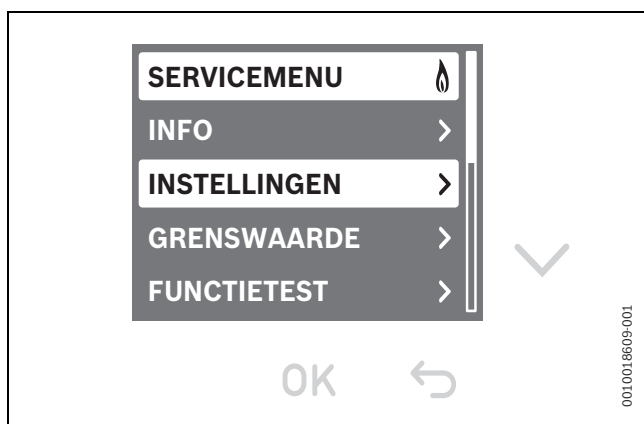 SERVICEMENU
INFO
INSTELLINGEN
GRENSWAARDE
FUNCTIETEST
OK
0010018609-001